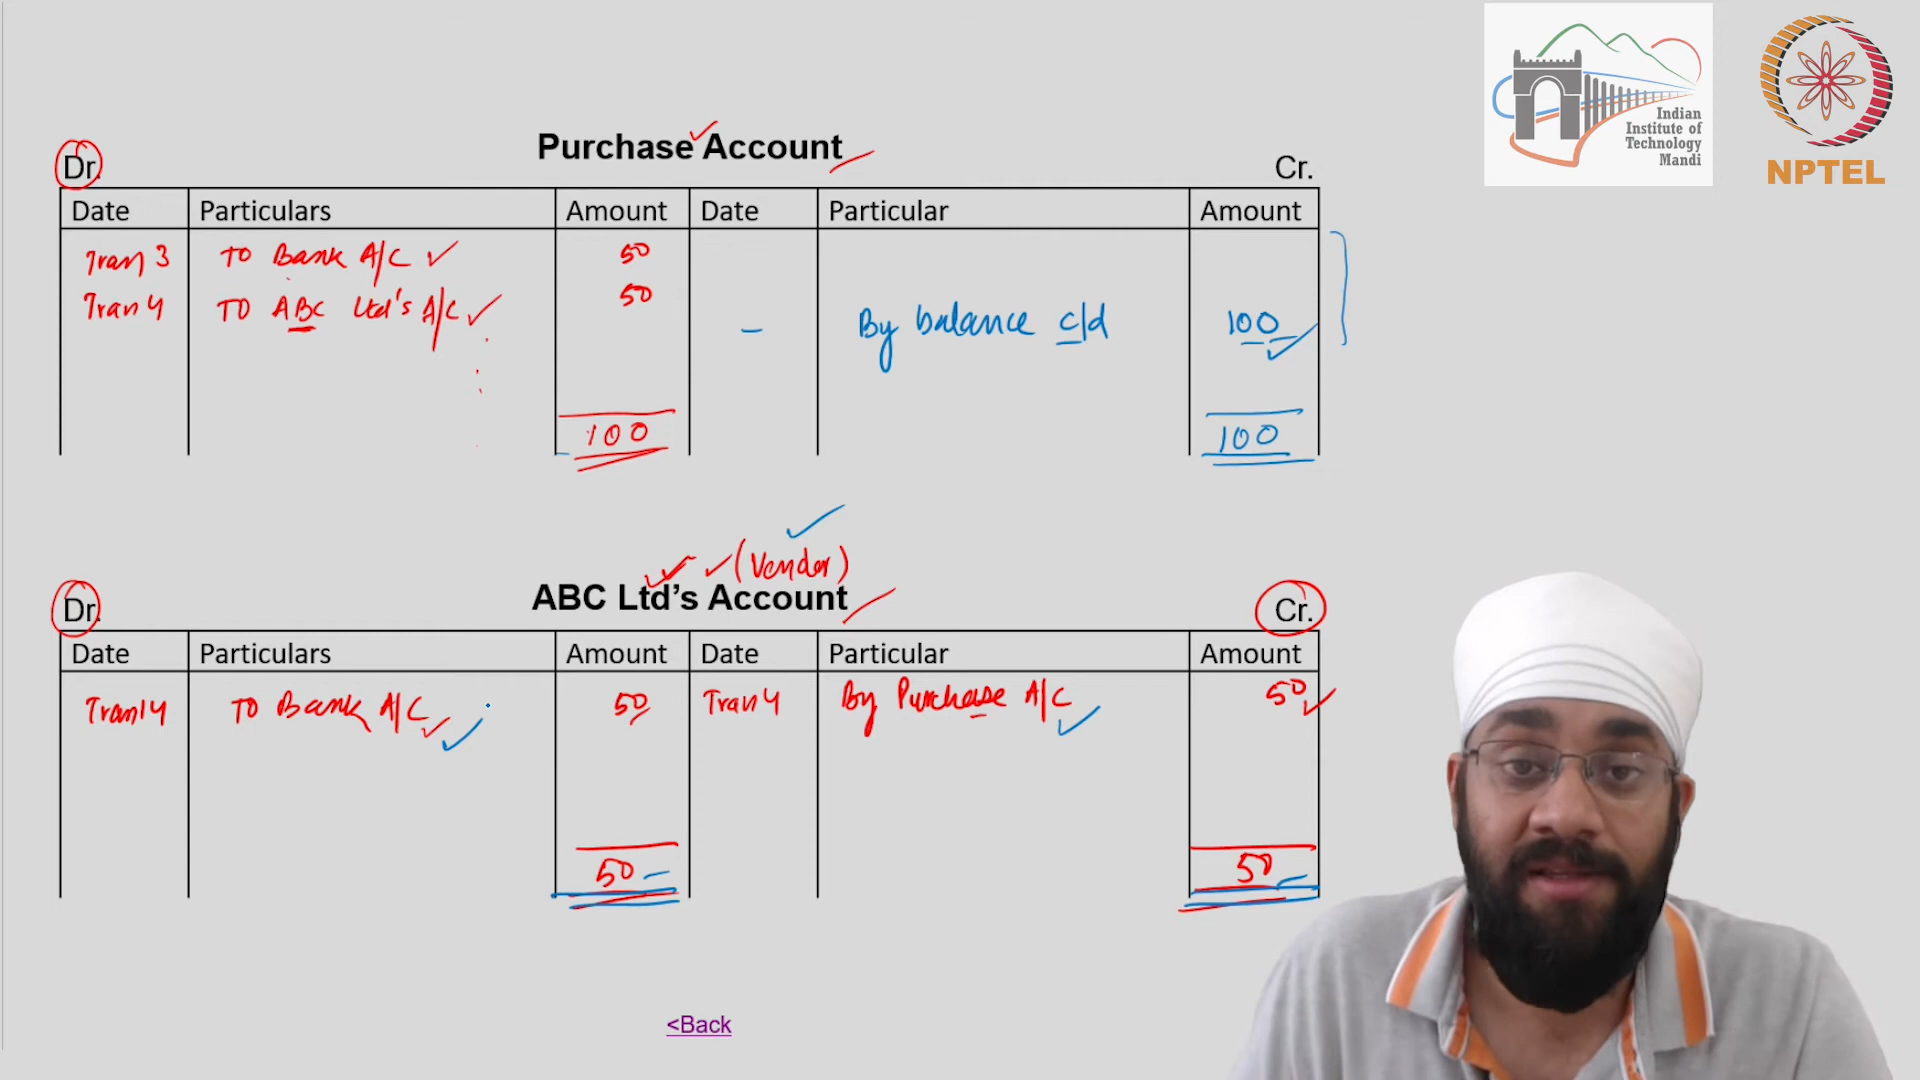 Indian
Institute of
Technology
Mandi
NPTEL
Purchase Account
Dr. Cr.
Date Particulars Amount Date Particular Amount
Tran 3 To Bank A/C 50
Tran 4 To ABC Ltd's A/C 50
- By balance c/d 100
100 100
(Vendor)
ABC Ltd's Account
Dr. Cr.
Date Particulars Amount Date Particular Amount
Tran 14 To Bank A/C 50 Tran 4 By Purchase A/C 50
50 50
<Back